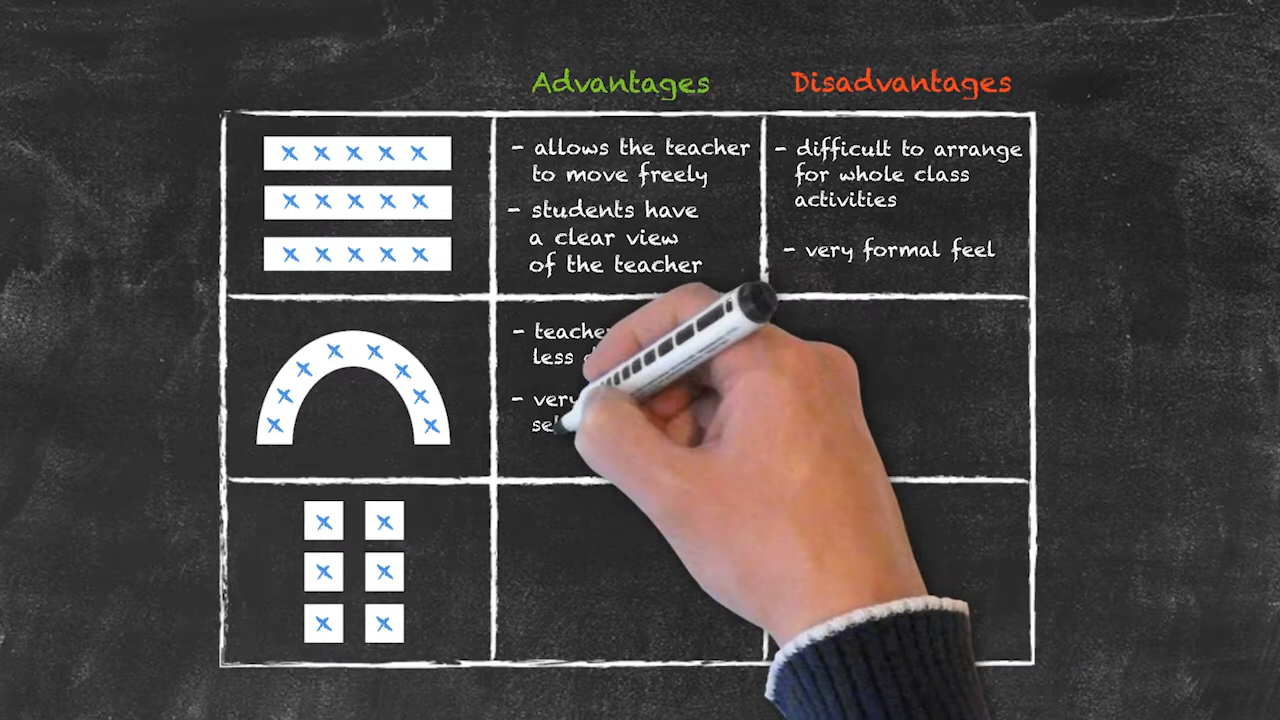 Advantages
Disadvantages
- allows the teacher
to move freely
- students have
a clear view
of the teacher
- difficult to arrange
for whole class
activities
- very formal feel
-
less
- very